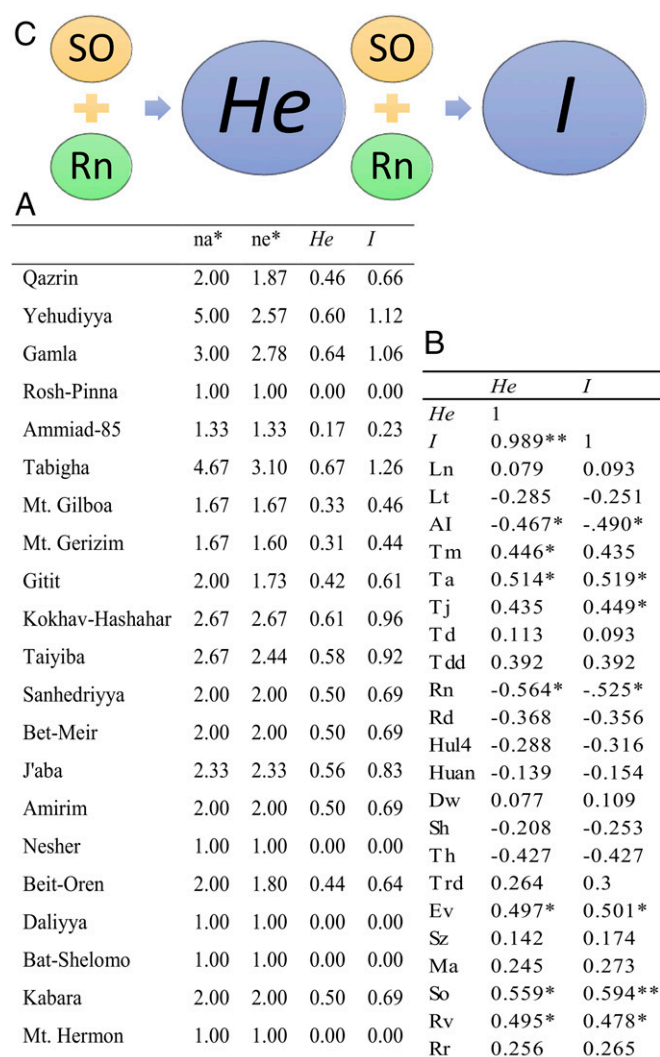 C
SO SO
He I
Rn Rn
A
na* ne* He I
Qazrin 2.00 1.87 0.46 0.66
Yehudiyya 5.00 2.57 0.60 1.12
Gamla 3.00 2.78 0.64 1.06
Rosh-Pinna 1.00 1.00 0.00 0.00
Ammiad-85 1.33 1.33 0.17 0.23
Tabigha 4.67 3.10 0.67 1.26
Mt. Gilboa 1.67 1.67 0.33 0.46
Mt. Gerizim 1.67 1.60 0.31 0.44
Gitit 2.00 1.73 0.42 0.61
Kokhav-Hashahar 2.67 2.67 0.61 0.96
Taiyiba 2.67 2.44 0.58 0.92
Sanhedriyya 2.00 2.00 0.50 0.69
Bet-Meir 2.00 2.00 0.50 0.69
J'aba 2.33 2.33 0.56 0.83
Amirim 2.00 2.00 0.50 0.69
Nesher 1.00 1.00 0.00 0.00
Beit-Oren 2.00 1.80 0.44 0.64
Daliyya 1.00 1.00 0.00 0.00
Bat-Shelomo 1.00 1.00 0.00 0.00
Kabara 2.00 2.00 0.50 0.69
Mt. Hermon 1.00 1.00 0.00 0.00
B
He I
He 1
I 0.989** 1
Ln 0.079 0.093
Lt -0.285 -0.251
AI -0.467* -.490*
Tm 0.446* 0.435
Ta 0.514* 0.519*
Tj 0.435 0.449*
Td 0.113 0.093
Tdd 0.392 0.392
Rn -0.564* -.525*
Rd -0.368 -0.356
Hul4 -0.288 -0.316
Huan -0.139 -0.154
Dw 0.077 0.109
Sh -0.208 -0.253
Th -0.427 -0.427
Trd 0.264 0.3
Ev 0.497* 0.501*
Sz 0.142 0.174
Ma 0.245 0.273
So 0.559* 0.594**
Rv 0.495* 0.478*
Rr 0.256 0.265